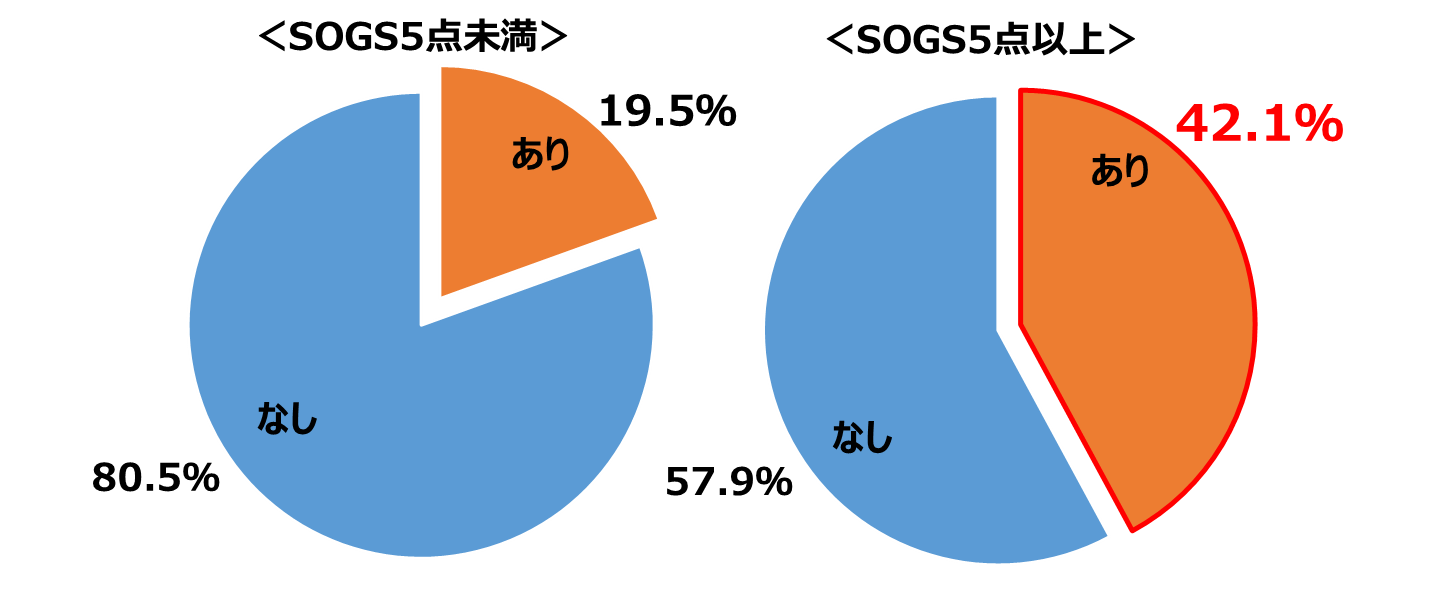 ＜SOGS5点未満＞
19.5%
あり
なし
80.5%
＜SOGS5点以上＞
42.1%
あり
なし
57.9%